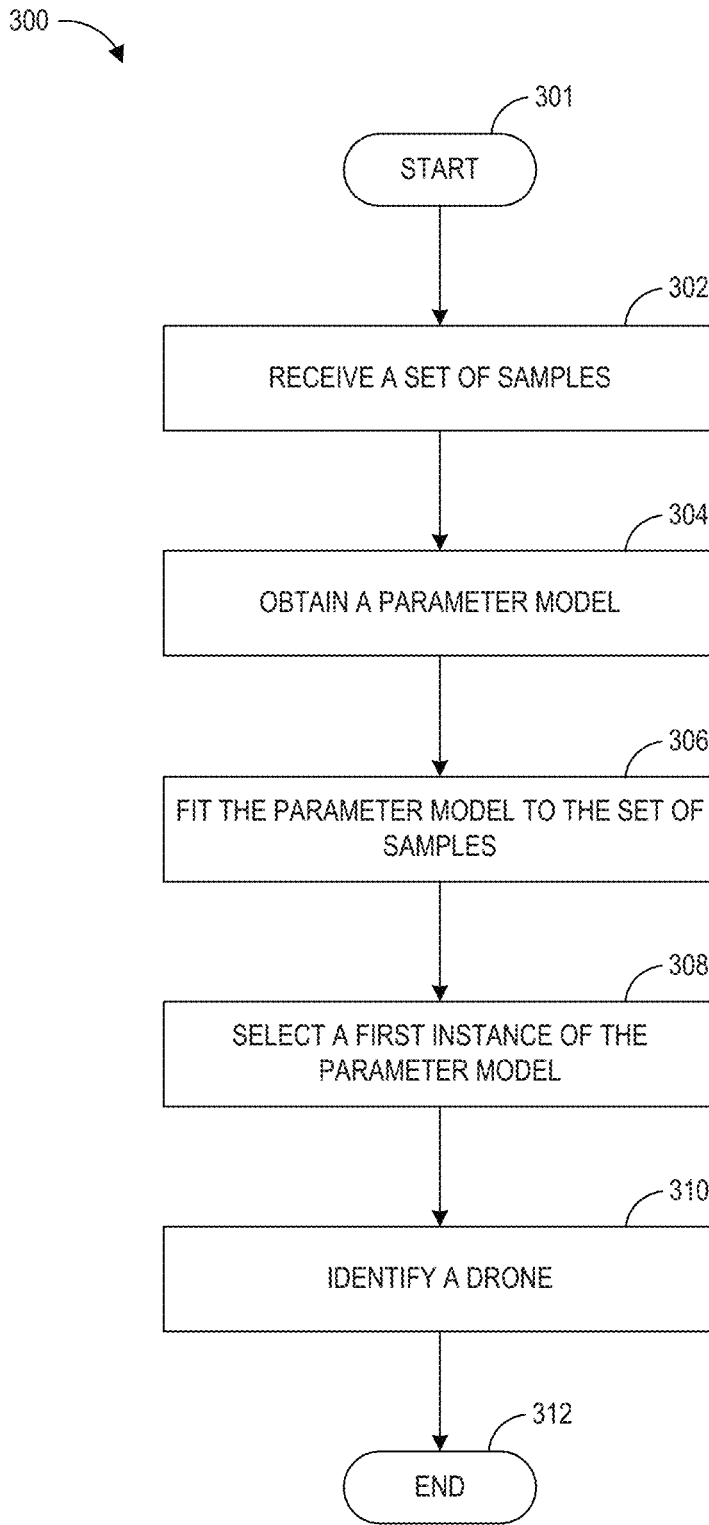 300
301
START
302
RECEIVE A SET OF SAMPLES
304
OBTAIN A PARAMETER MODEL
306
FIT THE PARAMETER MODEL TO THE SET OF
SAMPLES
308
SELECT A FIRST INSTANCE OF THE
PARAMETER MODEL
310
IDENTIFY A DRONE
312
END